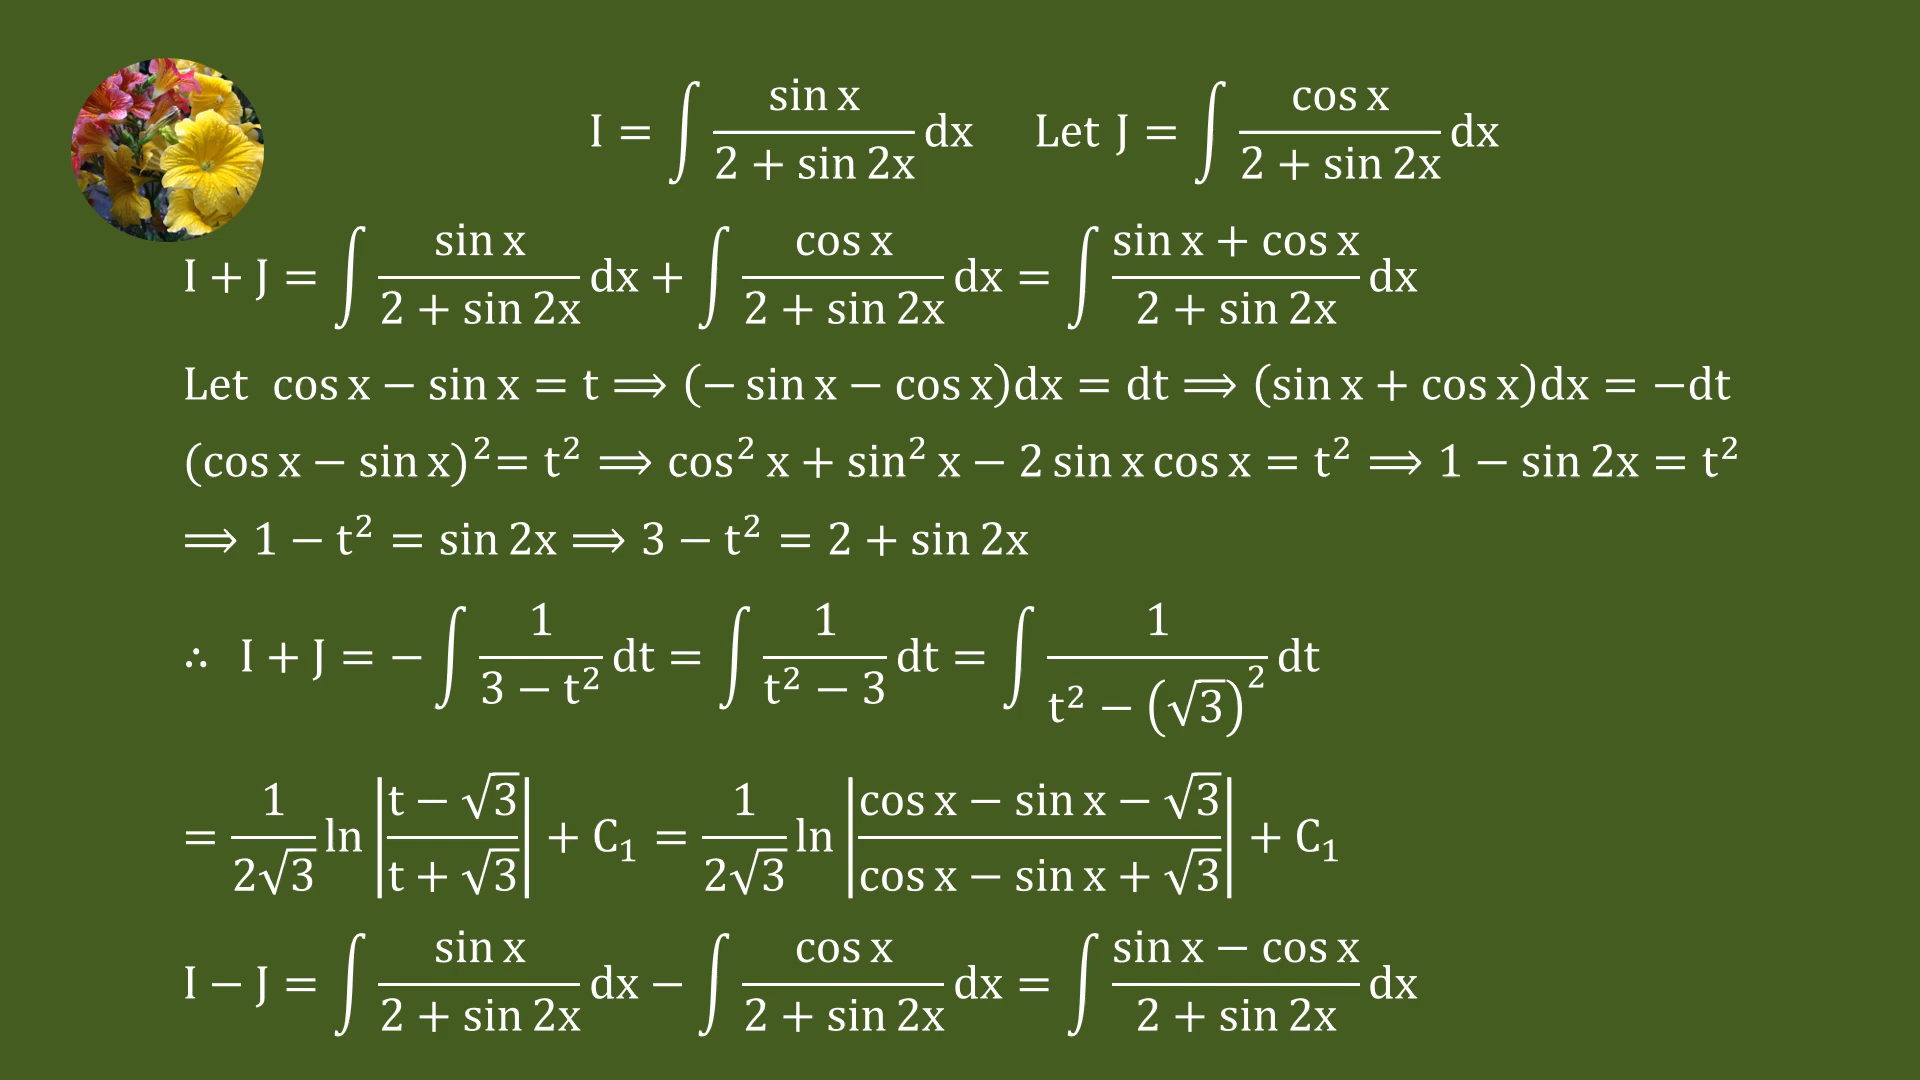 I = ∫ sin x / (2 + sin 2x) dx   Let J = ∫ cos x / (2 + sin 2x) dx
I + J = ∫ sin x / (2 + sin 2x) dx + ∫ cos x / (2 + sin 2x) dx = ∫ (sin x + cos x) / (2 + sin 2x) dx
Let cos x − sin x = t ⟹ (− sin x − cos x)dx = dt ⟹ (sin x + cos x)dx = −dt
(cos x − sin x)² = t² ⟹ cos² x + sin² x − 2 sin x cos x = t² ⟹ 1 − sin 2x = t²
⟹ 1 − t² = sin 2x ⟹ 3 − t² = 2 + sin 2x
∴ I + J = − ∫ 1 / (3 − t²) dt = ∫ 1 / (t² − 3) dt = ∫ 1 / (t² − (√3)²) dt
= 1 / (2√3) ln |(t − √3) / (t + √3)| + C₁ = 1 / (2√3) ln |(cos x − sin x − √3) / (cos x − sin x + √3)| + C₁
I − J = ∫ sin x / (2 + sin 2x) dx − ∫ cos x / (2 + sin 2x) dx = ∫ (sin x − cos x) / (2 + sin 2x) dx